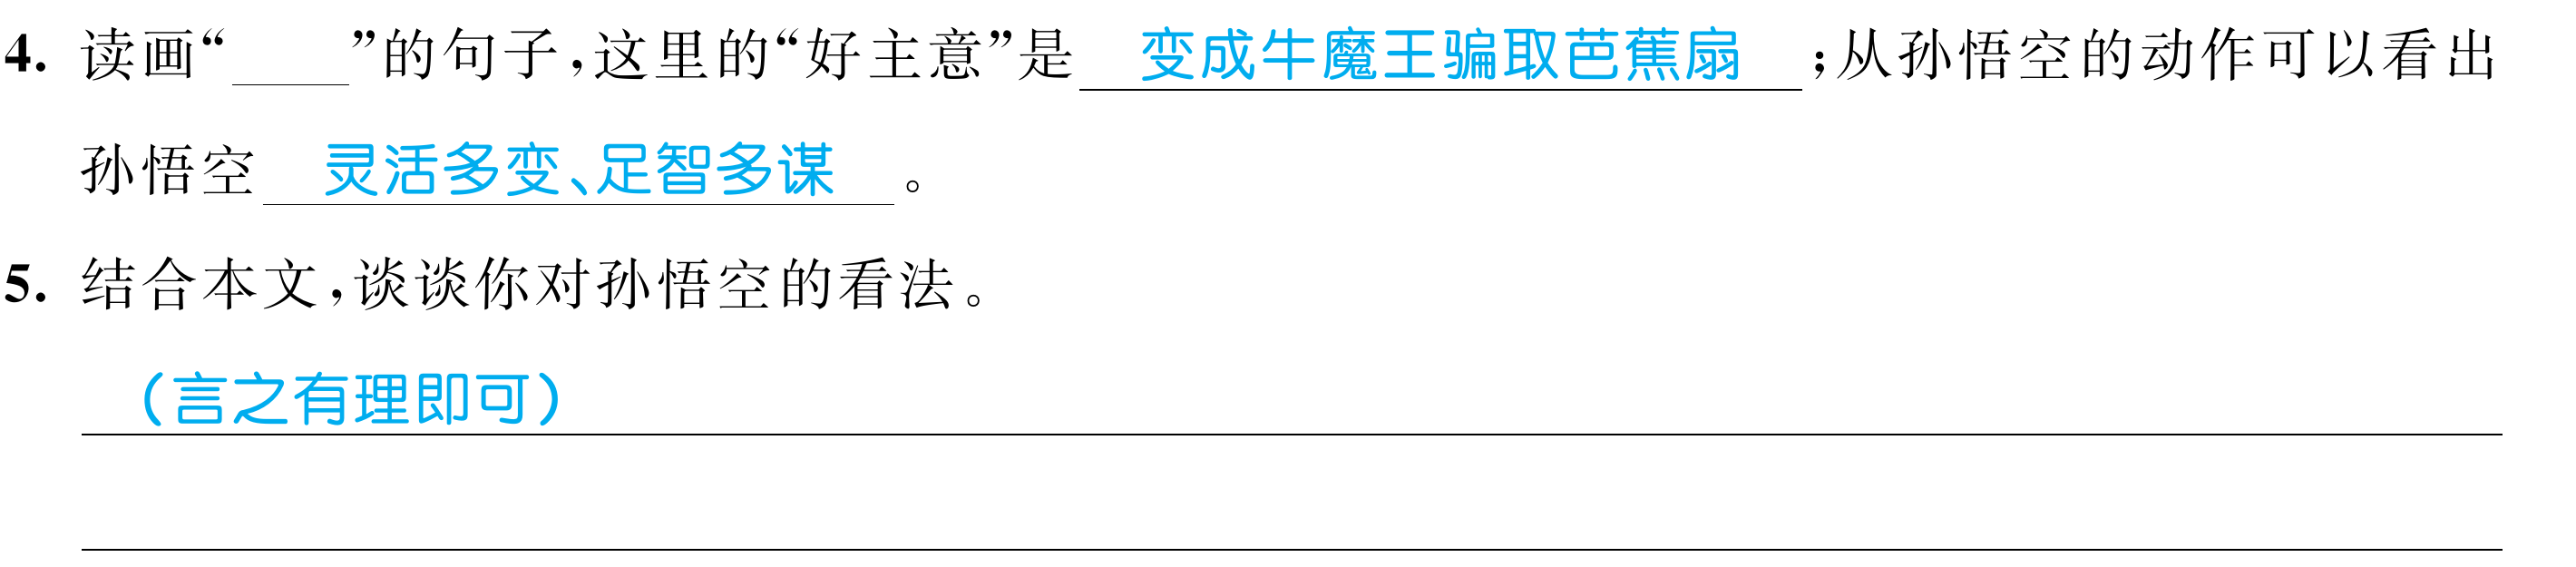 4. 读画“____”的句子,这里的“好主意”是 变成牛魔王骗取芭蕉扇 ;从孙悟空的动作可以看出
孙悟空 灵活多变、足智多谋 。
5. 结合本文,谈谈你对孙悟空的看法。
(言之有理即可)